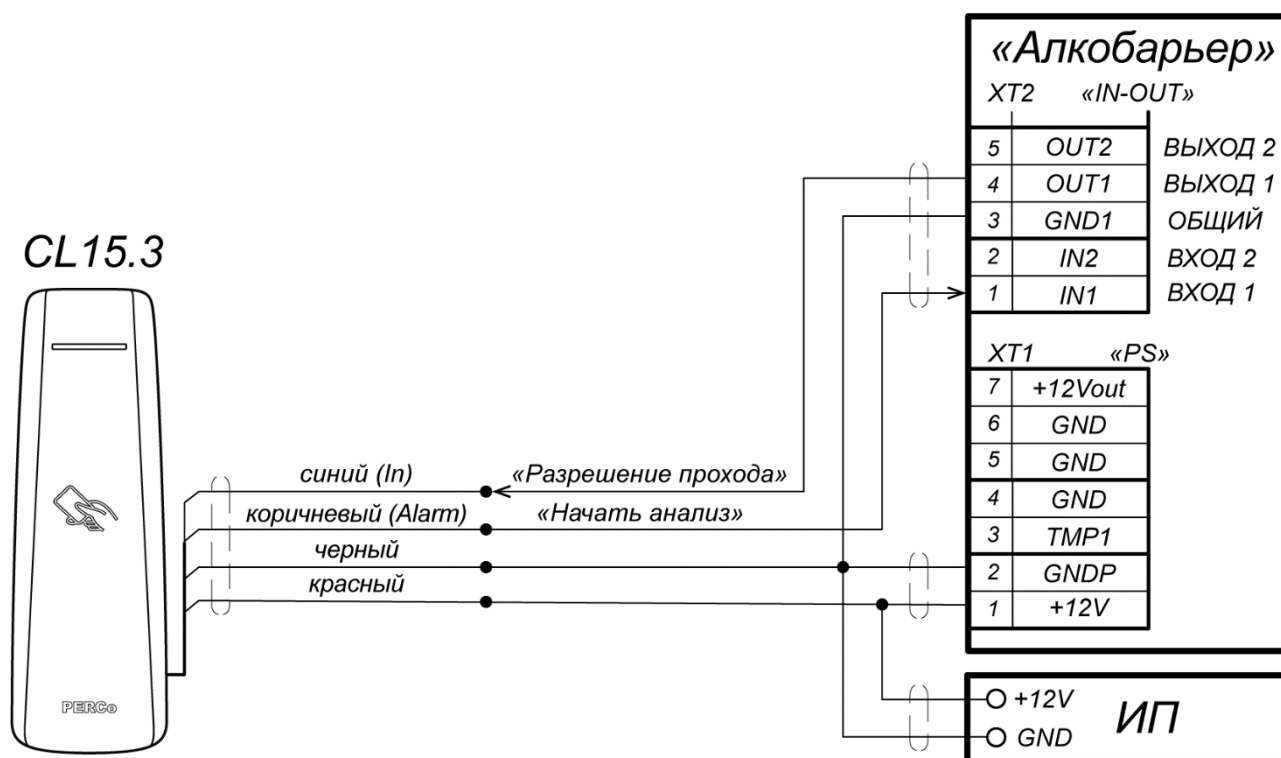 «Алкобарьер»
XT2 «IN-OUT»
5 OUT2 ВЫХОД 2
4 OUT1 ВЫХОД 1
3 GND1 ОБЩИЙ
2 IN2 ВХОД 2
1 IN1 ВХОД 1
XT1 «PS»
7 +12Vout
6 GND
5 GND
4 GND
3 TMP1
2 GNDP
1 +12V
CL15.3
PERCo
синий (In) «Разрешение прохода»
коричневый (Alarm) «Начать анализ»
черный
красный
+12V
GND
ИП